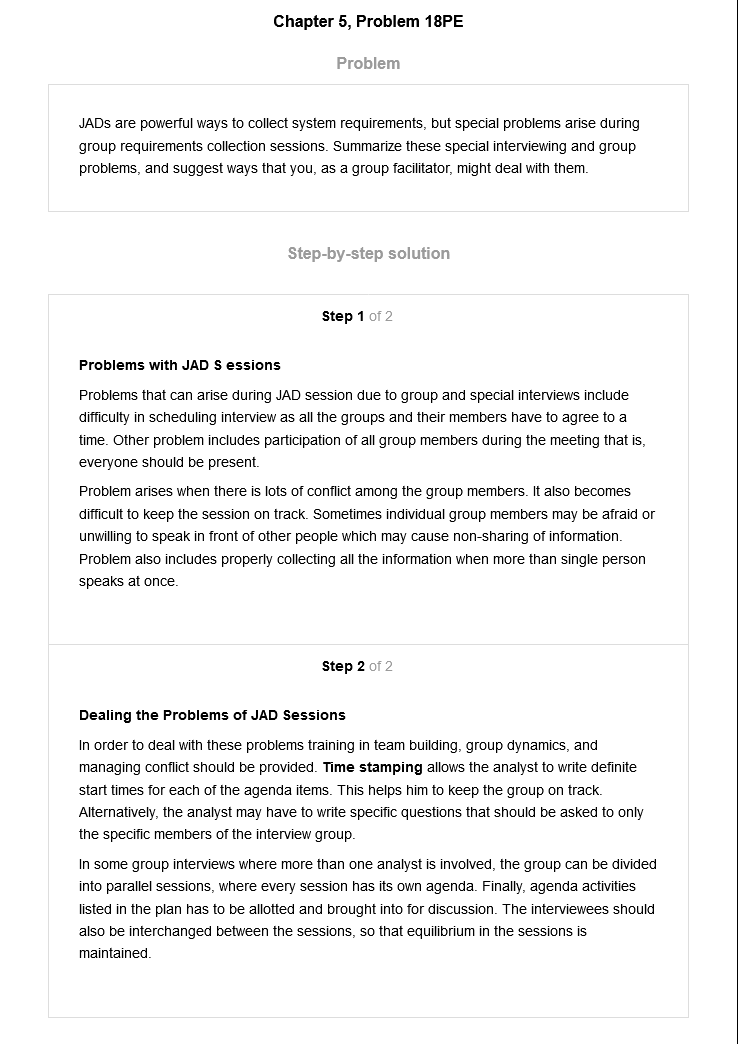 Chapter 5, Problem 18PE
Problem
JADs are powerful ways to collect system requirements, but special problems arise during
group requirements collection sessions. Summarize these special interviewing and group
problems, and suggest ways that you, as a group facilitator, might deal with them.
Step-by-step solution
Step 1 of 2
Problems with JAD S essions
Problems that can arise during JAD session due to group and special interviews include
difficulty in scheduling interview as all the groups and their members have to agree to a
time. Other problem includes participation of all group members during the meeting that is,
everyone should be present.
Problem arises when there is lots of conflict among the group members. It also becomes
difficult to keep the session on track. Sometimes individual group members may be afraid or
unwilling to speak in front of other people which may cause non-sharing of information.
Problem also includes properly collecting all the information when more than single person
speaks at once.
Step 2 of 2
Dealing the Problems of JAD Sessions
In order to deal with these problems training in team building, group dynamics, and
managing conflict should be provided. Time stamping allows the analyst to write definite
start times for each of the agenda items. This helps him to keep the group on track.
Alternatively, the analyst may have to write specific questions that should be asked to only
the specific members of the interview group.
In some group interviews where more than one analyst is involved, the group can be divided
into parallel sessions, where every session has its own agenda. Finally, agenda activities
listed in the plan has to be allotted and brought into for discussion. The interviewees should
also be interchanged between the sessions, so that equilibrium in the sessions is
maintained.